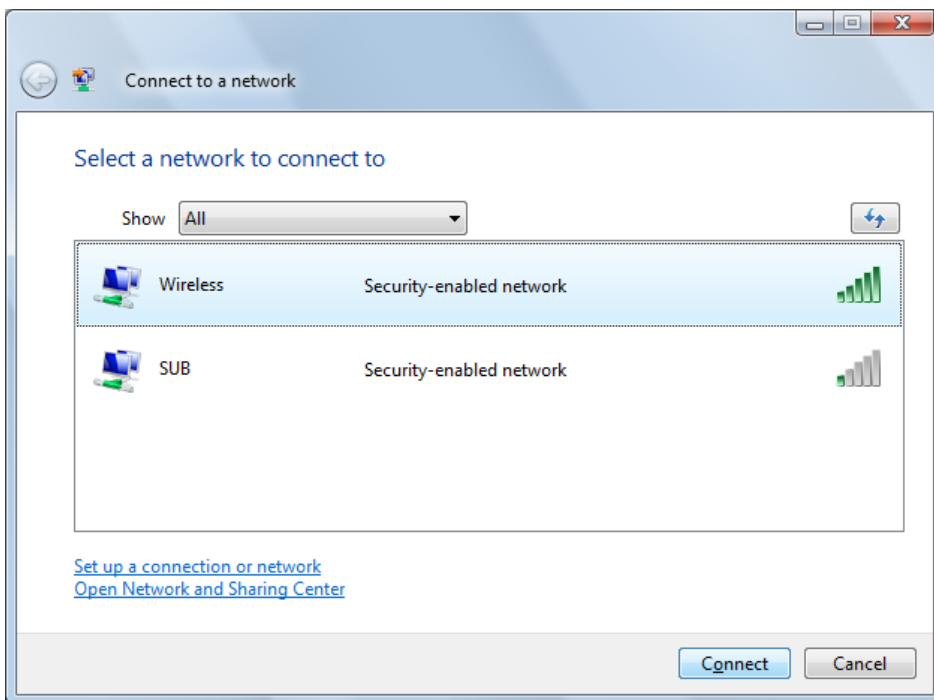 Connect to a network
Select a network to connect to
Show All
Wireless Security-enabled network
SUB Security-enabled network
Set up a connection or network
Open Network and Sharing Center
Connect Cancel